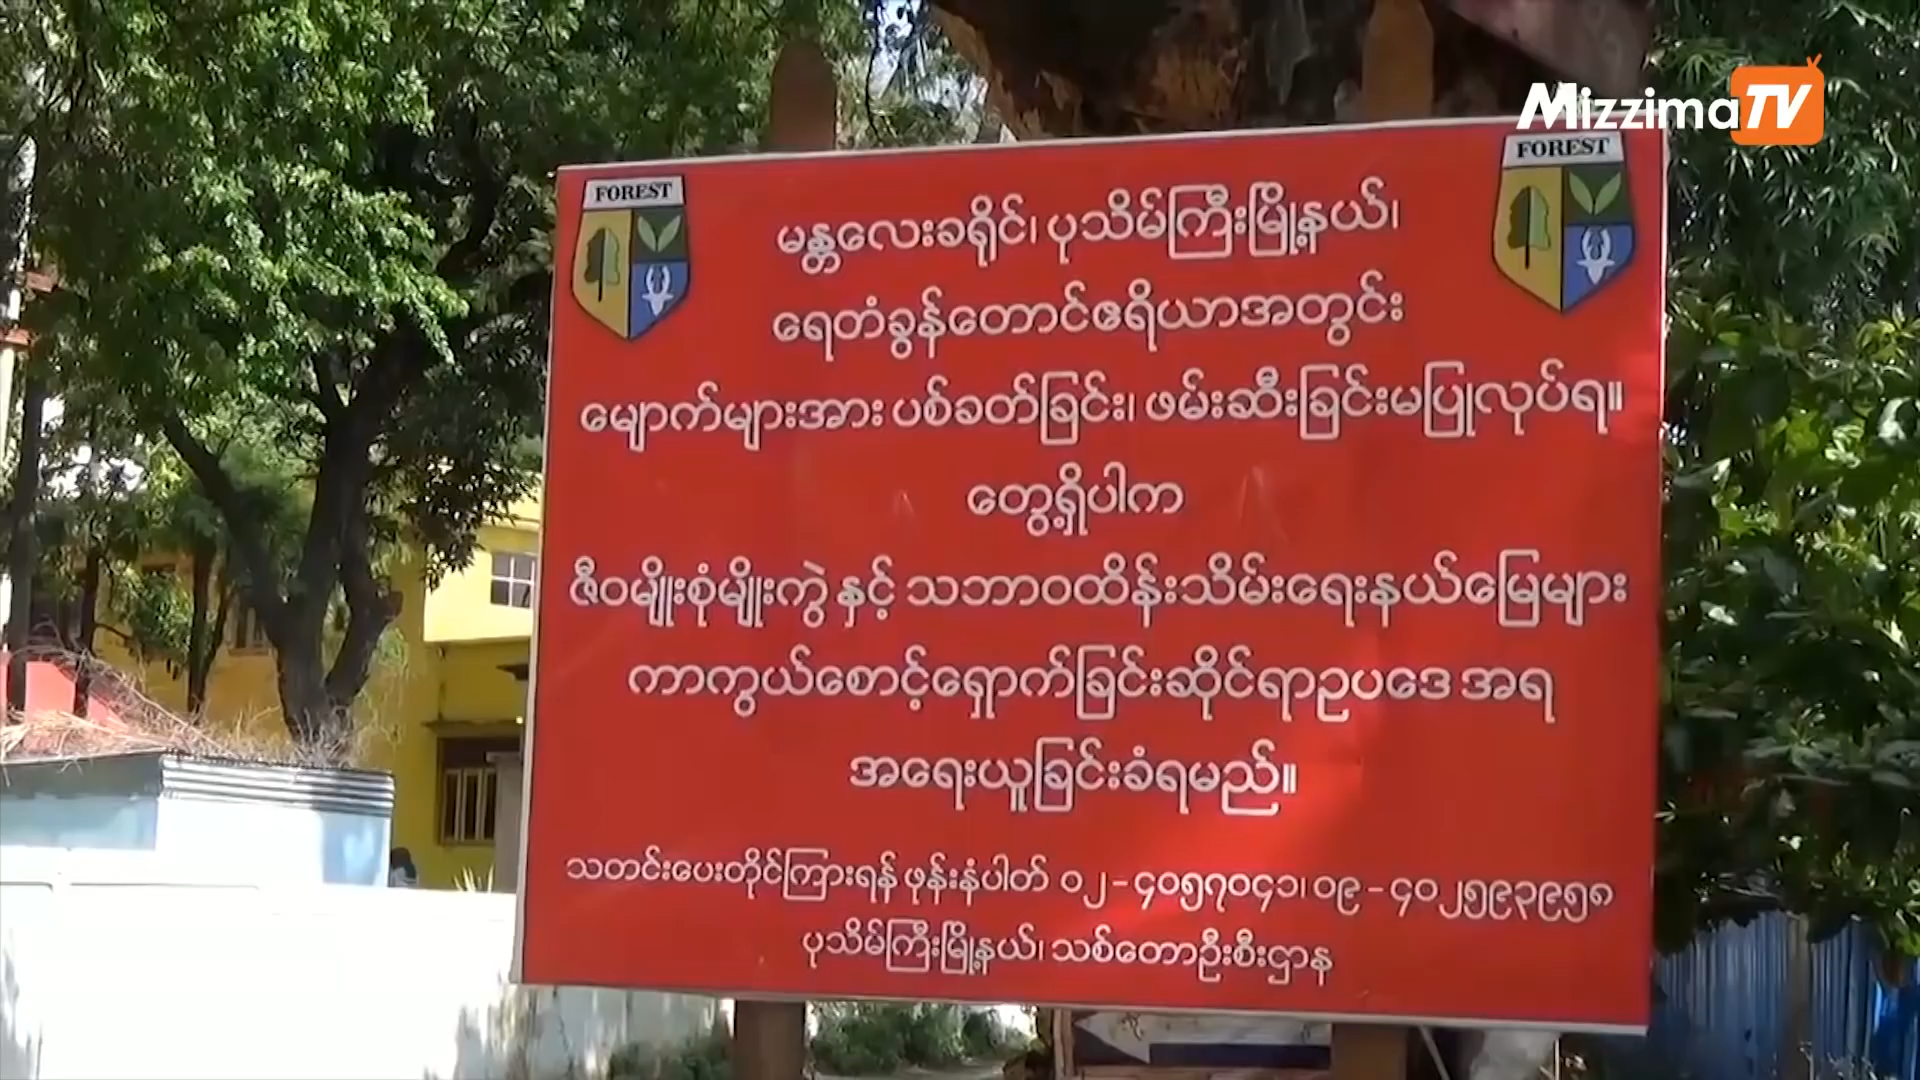 MizzimaTV
FOREST
FOREST
မန္တလေးခရိုင်၊ ပုသိမ်ကြီးမြို့နယ်၊
ရေတံခွန်တောင်ဧရိယာအတွင်း
မျောက်များအား ပစ်ခတ်ခြင်း၊ ဖမ်းဆီးခြင်းမပြုလုပ်ရ။
တွေ့ရှိပါက
ဇီဝမျိုးစုံမျိုးကွဲ နှင့် သဘာဝထိန်းသိမ်းရေးနယ်မြေများ
ကာကွယ်စောင့်ရှောက်ခြင်းဆိုင်ရာဥပဒေ အရ
အရေးယူခြင်းခံရမည်။
သတင်းပေးတိုင်ကြားရန် ဖုန်းနံပါတ် ၀၂ – ၄၀၅၇၀၄၁၊ ၀၉ – ၄၀၂၅၉၃၉၅၈
ပုသိမ်ကြီးမြို့နယ်၊ သစ်တောဦးစီးဌာန